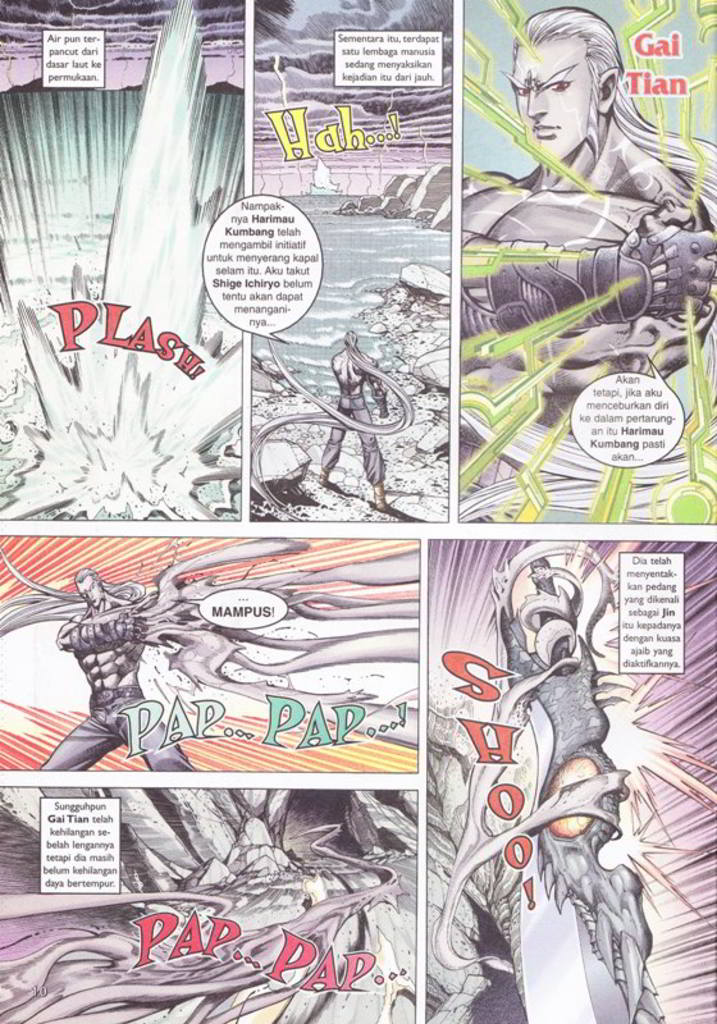 Air pun ter-
pancut dari
dasar laut ke
permukaan.
PLASH!
Sementara itu, terdapat
satu lembaga manusia
sedang menyaksikan
kejadian itu dari jauh.
Hah...!
Nampak-
nya Harimau
Kumbang telah
mengambil initiatif
untuk menyerang kapal
selam itu. Aku takut
Shige Ichiryo belum
tentu akan dapat
menangani-
nya...
Gai
Tian
Akan
tetapi, jika aku
menceburkan diri
ke dalam pertarung-
an itu Harimau
Kumbang pasti
akan...
...
MAMPUS!
PAP... PAP...!
Sungguhpun
Gai Tian telah
kehilangan se-
belah lengannya
tetapi dia masih
belum kehilangan
daya bertempur.
PAP... PAP...
Dia telah
menyentak-
kan pedang
yang dikenali
sebagai Jin
itu kepadanya
dengan kuasa
ajaib yang
diaktifkannya.
SHOOO!
10